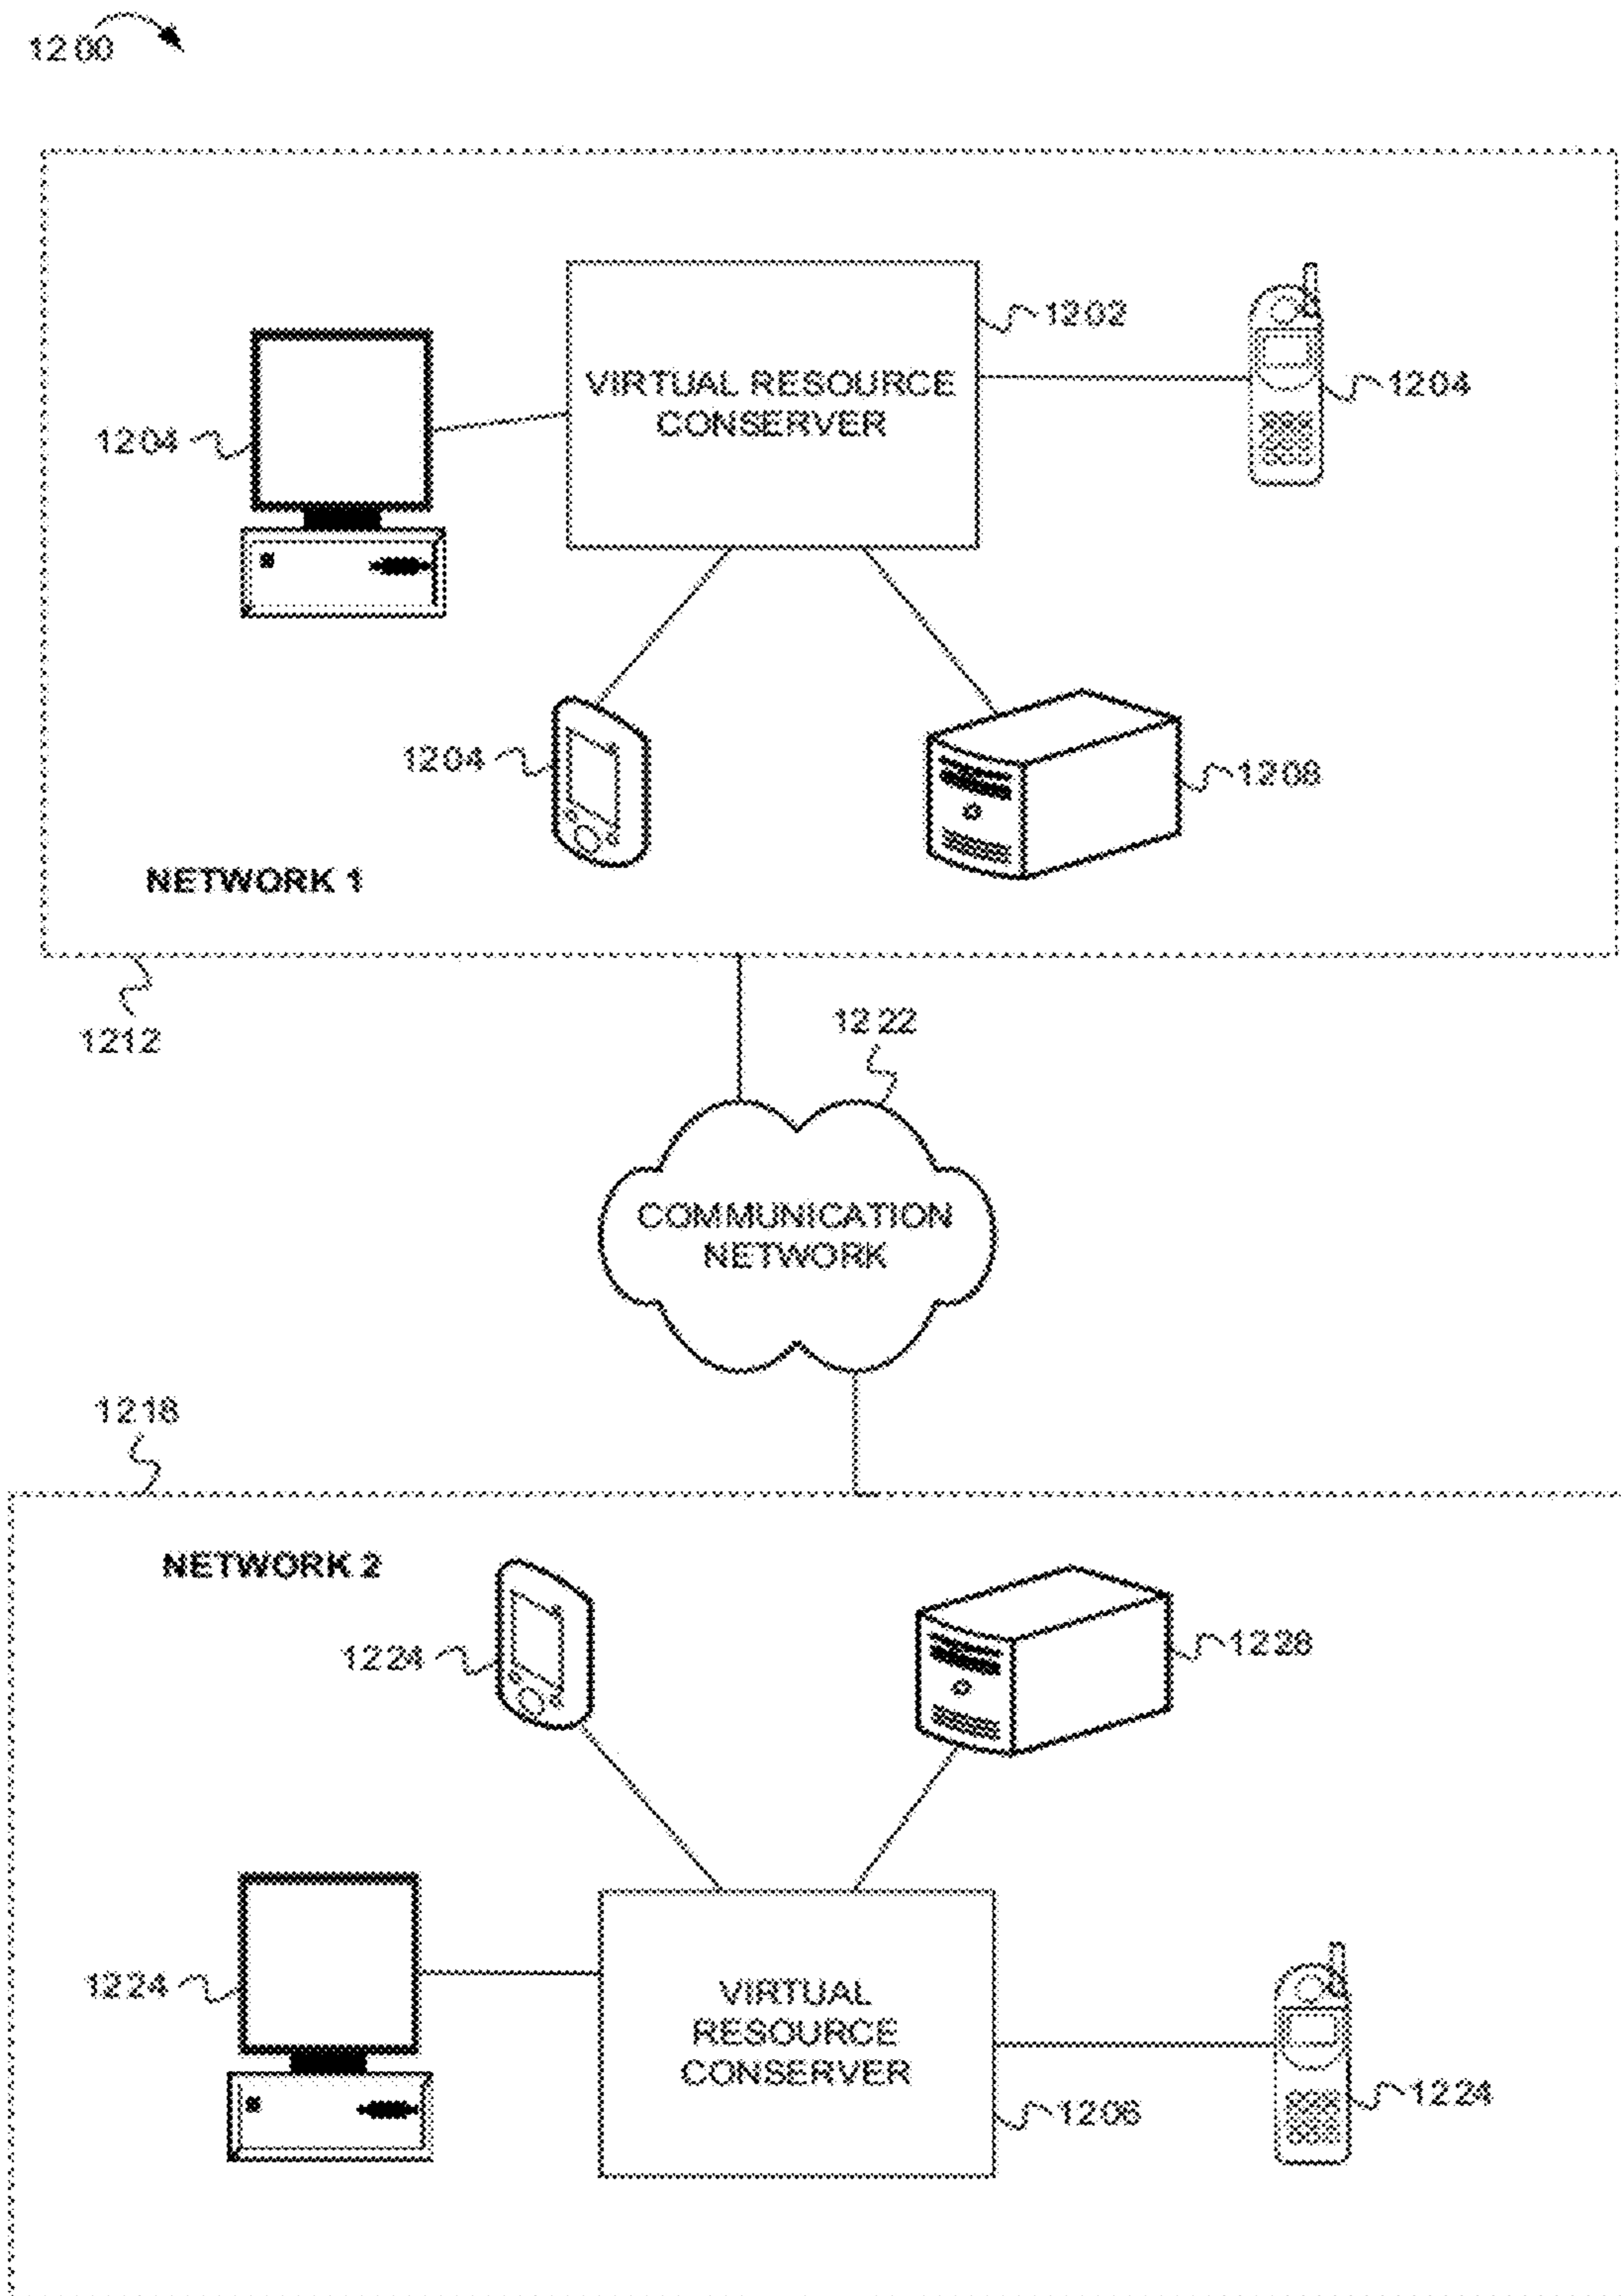 1200
1202
VIRTUAL RESOURCE
CONSERVER
1204
1204
1204
1208
NETWORK 1
1212
1222
COMMUNICATION
NETWORK
1218
NETWORK 2
1224
1228
1224
VIRTUAL
RESOURCE
CONSERVER
1224
1206